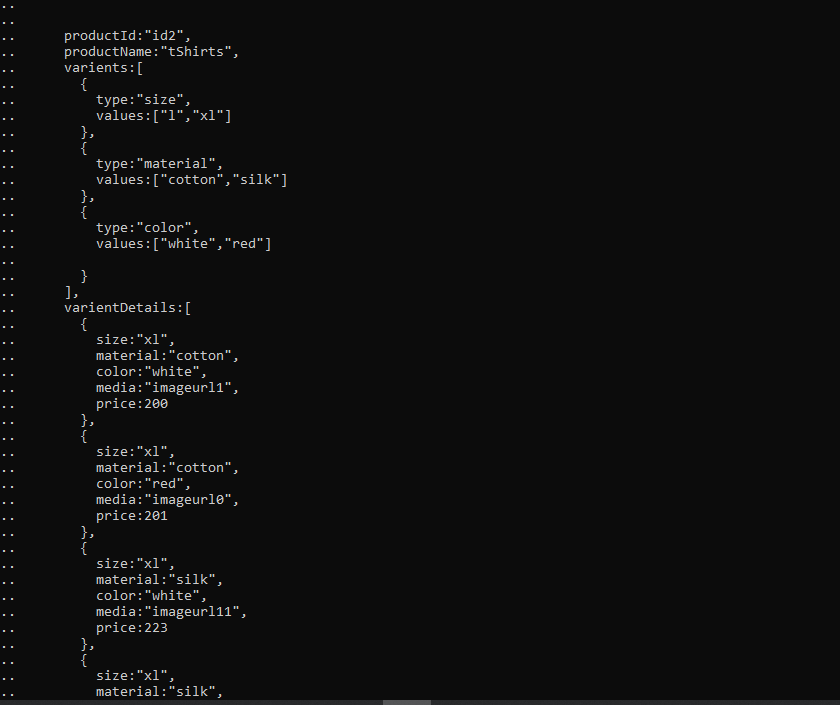 ..
..
..      productId:"id2",
..      productName:"tShirts",
..      varients:[
..        {
..          type:"size",
..          values:["l","xl"]
..        },
..        {
..          type:"material",
..          values:["cotton","silk"]
..        },
..        {
..          type:"color",
..          values:["white","red"]
..
..        }
..      ],
..      varientDetails:[
..        {
..          size:"xl",
..          material:"cotton",
..          color:"white",
..          media:"imageurl1",
..          price:200
..        },
..        {
..          size:"xl",
..          material:"cotton",
..          color:"red",
..          media:"imageurl0",
..          price:201
..        },
..        {
..          size:"xl",
..          material:"silk",
..          color:"white",
..          media:"imageurl11",
..          price:223
..        },
..        {
..          size:"xl",
..          material:"silk",